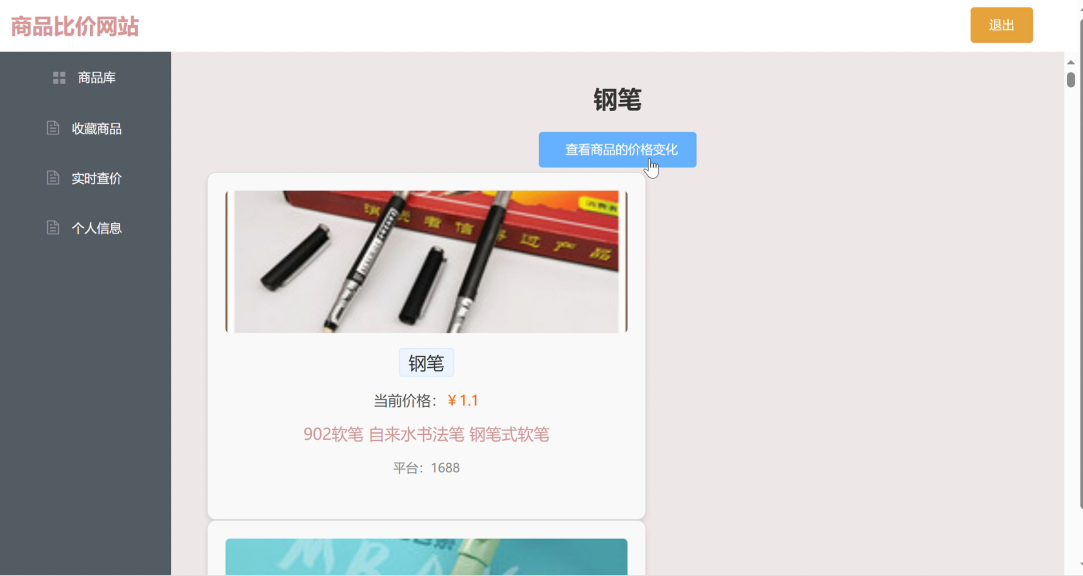 商品比价网站
退出
商品库
收藏商品
实时查价
个人信息
钢笔
查看商品的价格变化
钢笔
当前价格：￥1.1
902软笔 自来水书法笔 钢笔式软笔
平台：1688